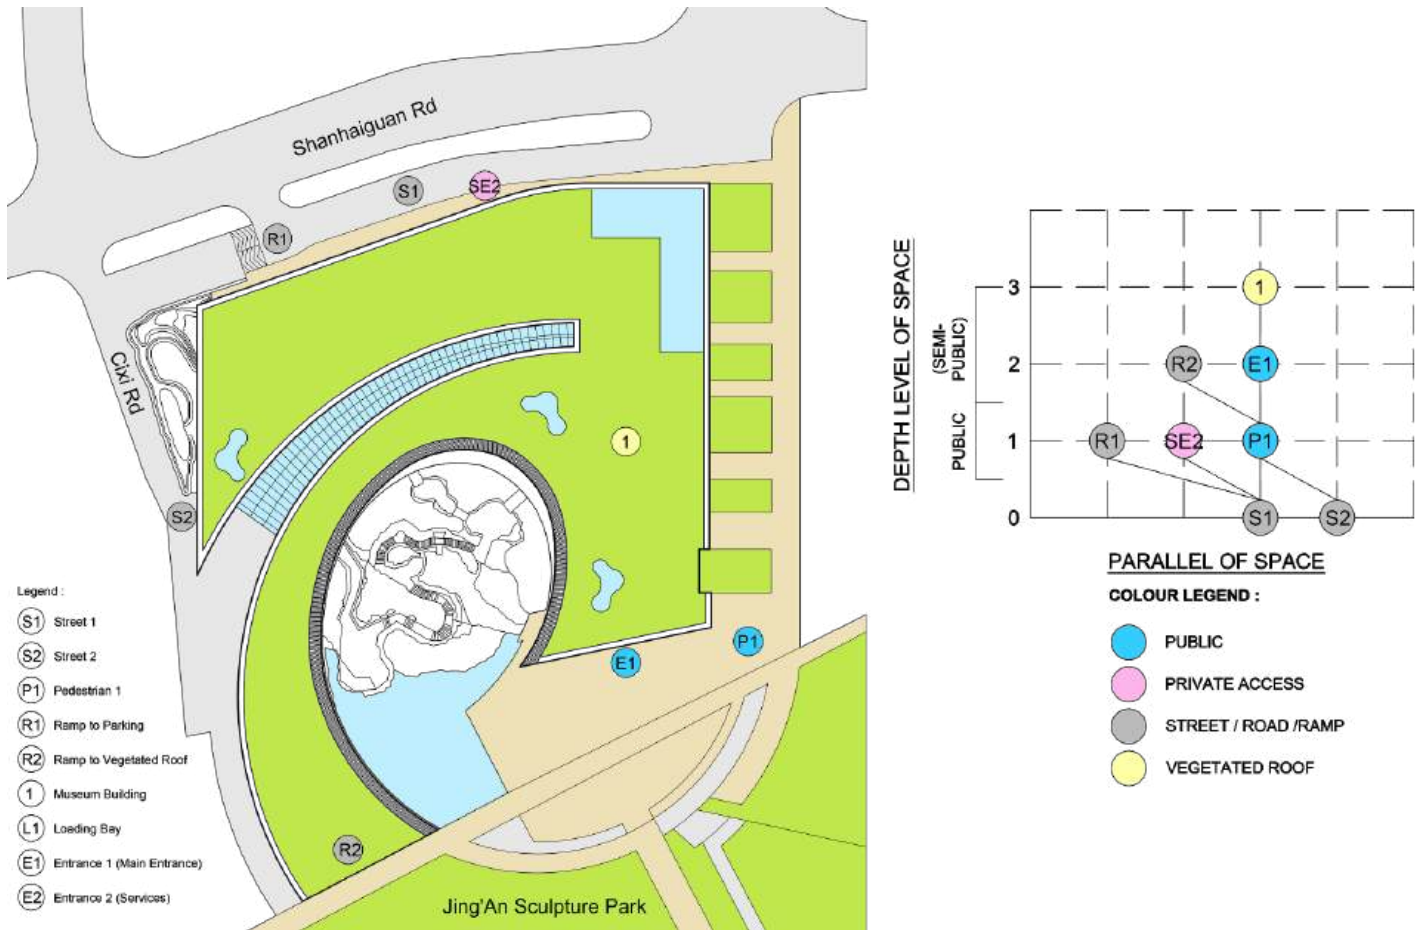 Shanhaiguan Rd
S1
SE2
R1
Cixi Rd
1
S2
E1
P1
R2
Jing'An Sculpture Park
Legend :
S1 Street 1
S2 Street 2
P1 Pedestrian 1
R1 Ramp to Parking
R2 Ramp to Vegetated Roof
1 Museum Building
L1 Loading Bay
E1 Entrance 1 (Main Entrance)
E2 Entrance 2 (Services)
DEPTH LEVEL OF SPACE
(SEMI-
PUBLIC)
PUBLIC
3 1
2 R2 E1
1 R1 SE2 P1
0 S1 S2
PARALLEL OF SPACE
COLOUR LEGEND :
PUBLIC
PRIVATE ACCESS
STREET / ROAD /RAMP
VEGETATED ROOF